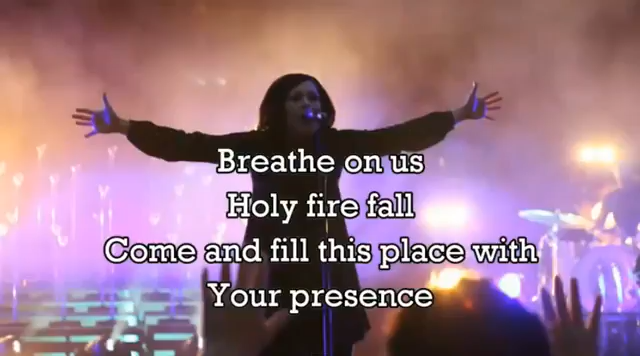 Breathe on us
Holy fire fall
Come and fill this place with
Your presence